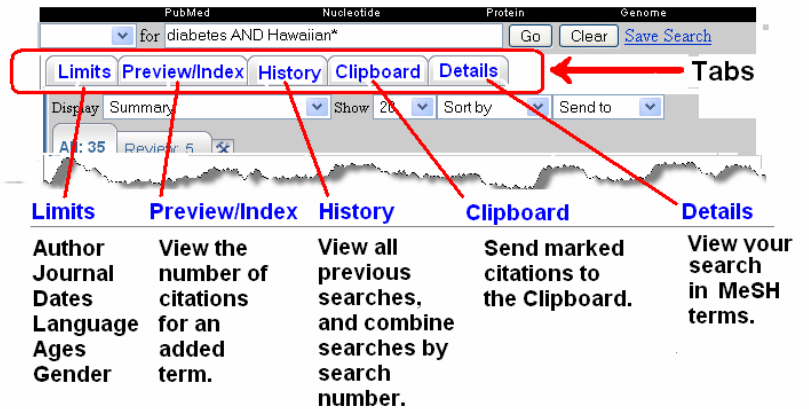 PubMed Nucleotide Protein Genome
for diabetes AND Hawaiian* Go Clear Save Search
Limits Preview/Index History Clipboard Details
Tabs
Display Summary Show 20 Sort by Send to
All: 35 Review: 5
Limits Preview/Index History Clipboard Details
Author
Journal
Dates
Language
Ages
Gender
View the
number of
citations
for an
added
term.
View all
previous
searches,
and combine
searches by
search
number.
Send marked
citations to
the Clipboard.
View your
search
in MeSH
terms.